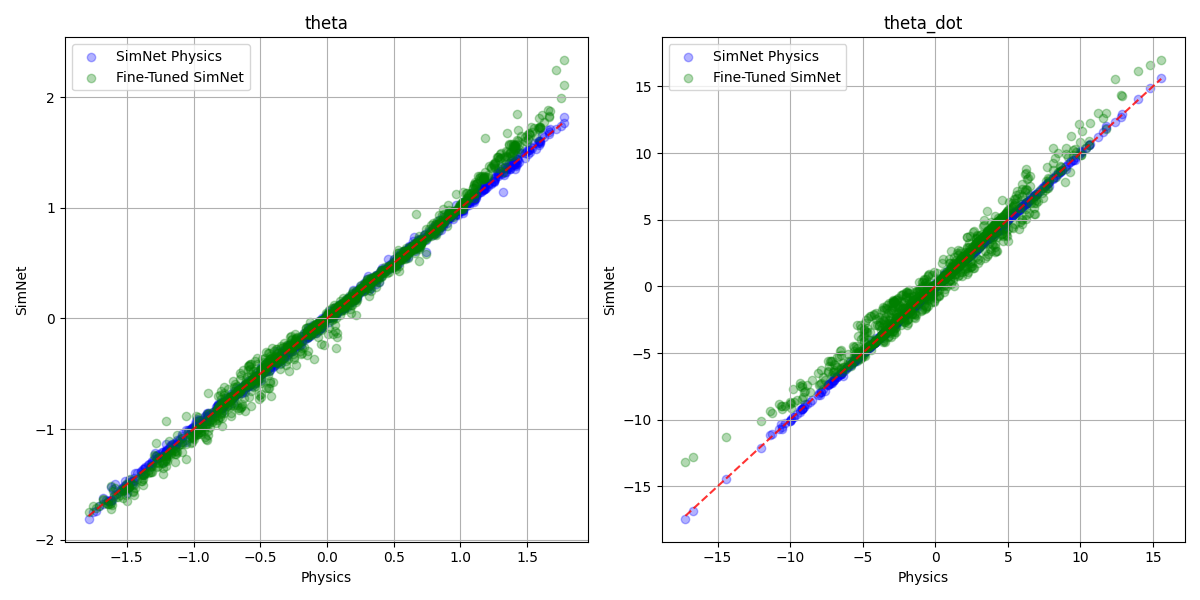 theta
SimNet Physics
Fine-Tuned SimNet
2
1
0
−1
−2
−1.5
−1.0
−0.5
0.0
0.5
1.0
1.5
SimNet
Physics
theta_dot
SimNet Physics
Fine-Tuned SimNet
15
10
5
0
−5
−10
−15
−15
−10
−5
0
5
10
15
SimNet
Physics